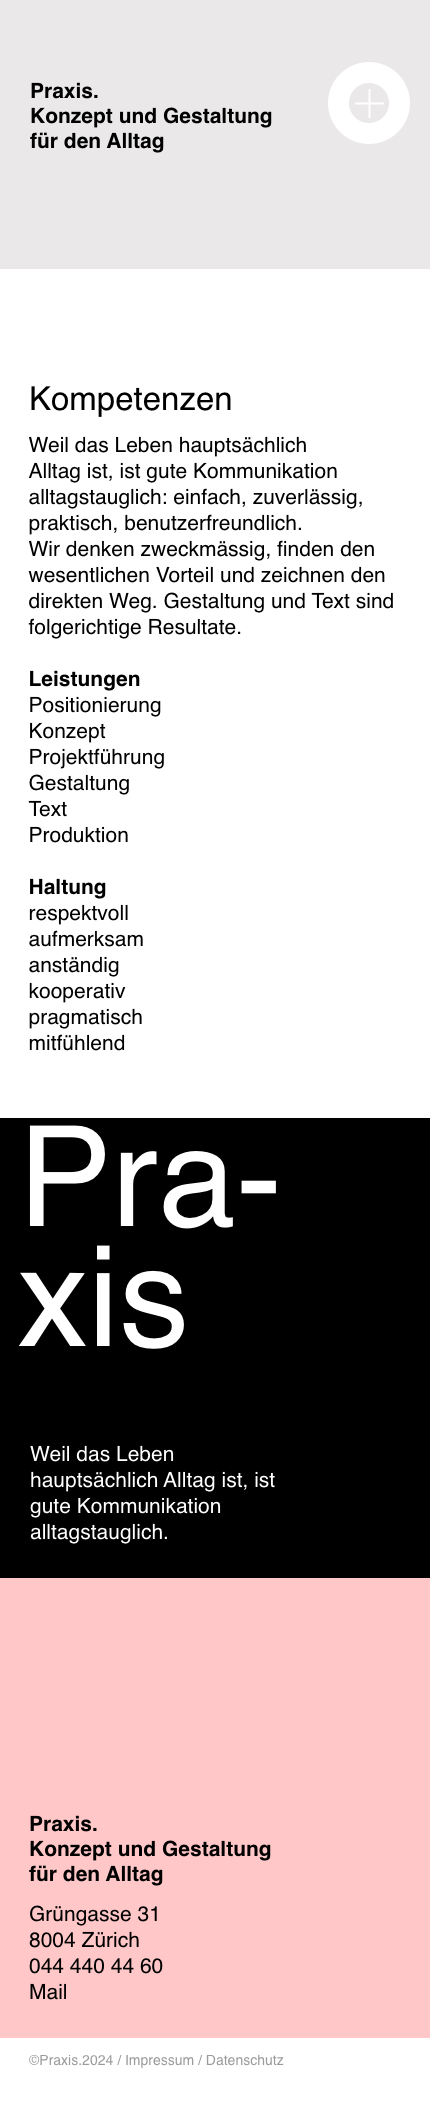 Praxis.
Konzept und Gestaltung
für den Alltag
Kompetenzen
Weil das Leben hauptsächlich
Alltag ist, ist gute Kommunikation
alltagstauglich: einfach, zuverlässig,
praktisch, benutzerfreundlich.
Wir denken zweckmässig, finden den
wesentlichen Vorteil und zeichnen den
direkten Weg. Gestaltung und Text sind
folgerichtige Resultate.
Leistungen
Positionierung
Konzept
Projektführung
Gestaltung
Text
Produktion
Haltung
respektvoll
aufmerksam
anständig
kooperativ
pragmatisch
mitfühlend
Pra-
xis
Weil das Leben
hauptsächlich Alltag ist, ist
gute Kommunikation
alltagstauglich.
Praxis.
Konzept und Gestaltung
für den Alltag
Grüngasse 31
8004 Zürich
044 440 44 60
Mail
©Praxis.2024 / Impressum / Datenschutz